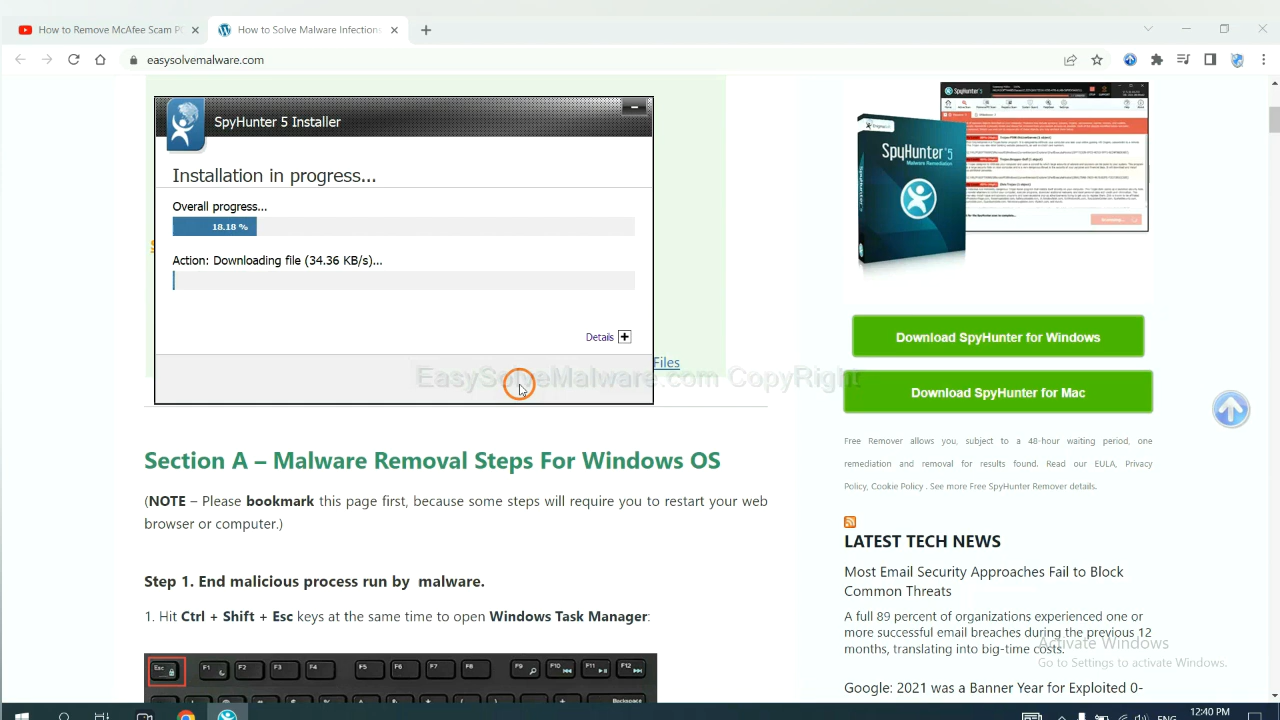 How to Remove McAfee Scam P
How to Solve Malware Infections
easysolvemalware.com
SpyHunter 5 Installer
Installation
Overall progress...
18.18 %
Action: Downloading file (34.36 KB/s)...
Details
Files
EasySolveMalware.com CopyRight
Section A – Malware Removal Steps For Windows OS
(NOTE – Please bookmark this page first, because some steps will require you to restart your web
browser or computer.)
Step 1. End malicious process run by malware.
1. Hit Ctrl + Shift + Esc keys at the same time to open Windows Task Manager:
Esc
F1
F2
F3
F4
F5
F6
F7
F8
F9
F10
F11
F12
Backspace
SpyHunter 5
SpyHunter 5
Malware Remediation
Download SpyHunter for Windows
Download SpyHunter for Mac
Free Remover allows you, subject to a 48-hour waiting period, one
remediation and removal for results found. Read our EULA, Privacy
Policy, Cookie Policy . See more Free SpyHunter Remover details.
LATEST TECH NEWS
Most Email Security Approaches Fail to Block
Common Threats
A full 89 percent of organizations experienced one or
more successful email breaches during the previous 12
months, translating into big-time costs.
Activate Windows
Go to Settings to activate Windows.
Google: 2021 was a Banner Year for Exploited 0-
ENG
12:40 PM